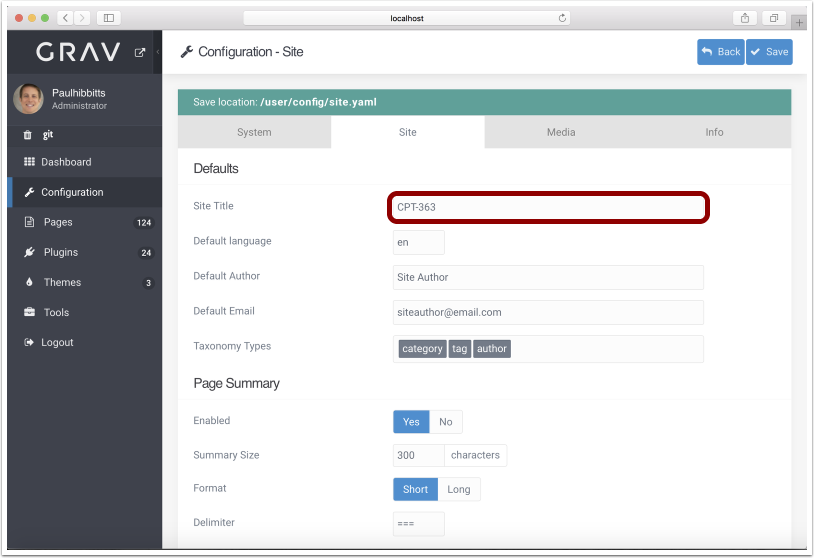 localhost
GRAV
Configuration - Site
Back
Save
Paulhibbitts
Administrator
git
Dashboard
Configuration
Pages 124
Plugins 24
Themes 3
Tools
Logout
Save location: /user/config/site.yaml
System Site Media Info
Defaults
Site Title CPT-363
Default language en
Default Author Site Author
Default Email siteauthor@email.com
Taxonomy Types category tag author
Page Summary
Enabled Yes No
Summary Size 300 characters
Format Short Long
Delimiter ===